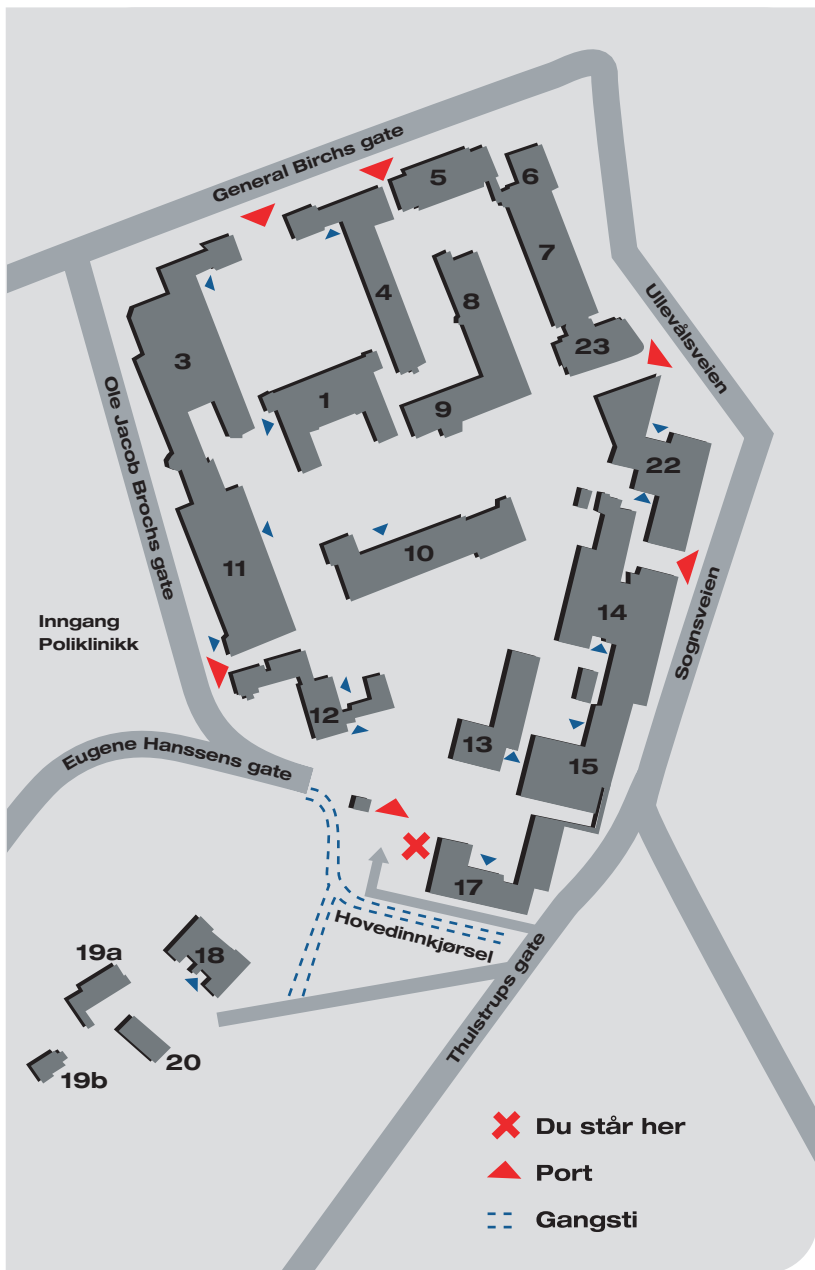 General Birchs gate
5
6
7
4
8
Ullevålsveien
23
3
1
9
Ole Jacob Brochs gate
22
10
11
14
Inngang
Poliklinikk
Sognsveien
12
13
15
Eugene Hanssens gate
17
Hovedinnkjørsel
18
19a
Thulstrups gate
20
19b
Du står her
Port
Gangsti